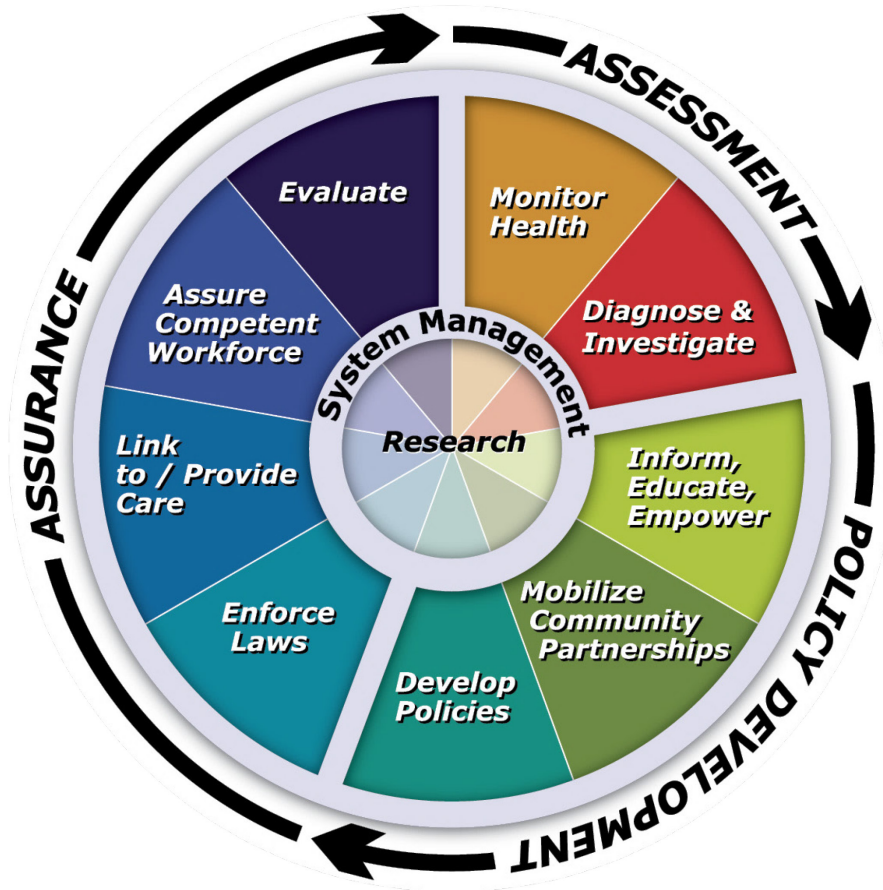 ASSESSMENT
POLICY DEVELOPMENT
ASSURANCE
Monitor
Health
Diagnose &
Investigate
Inform,
Educate,
Empower
Mobilize
Community
Partnerships
Develop
Policies
Enforce
Laws
Link
to / Provide
Care
Assure
Competent
Workforce
Evaluate
System Management
Research